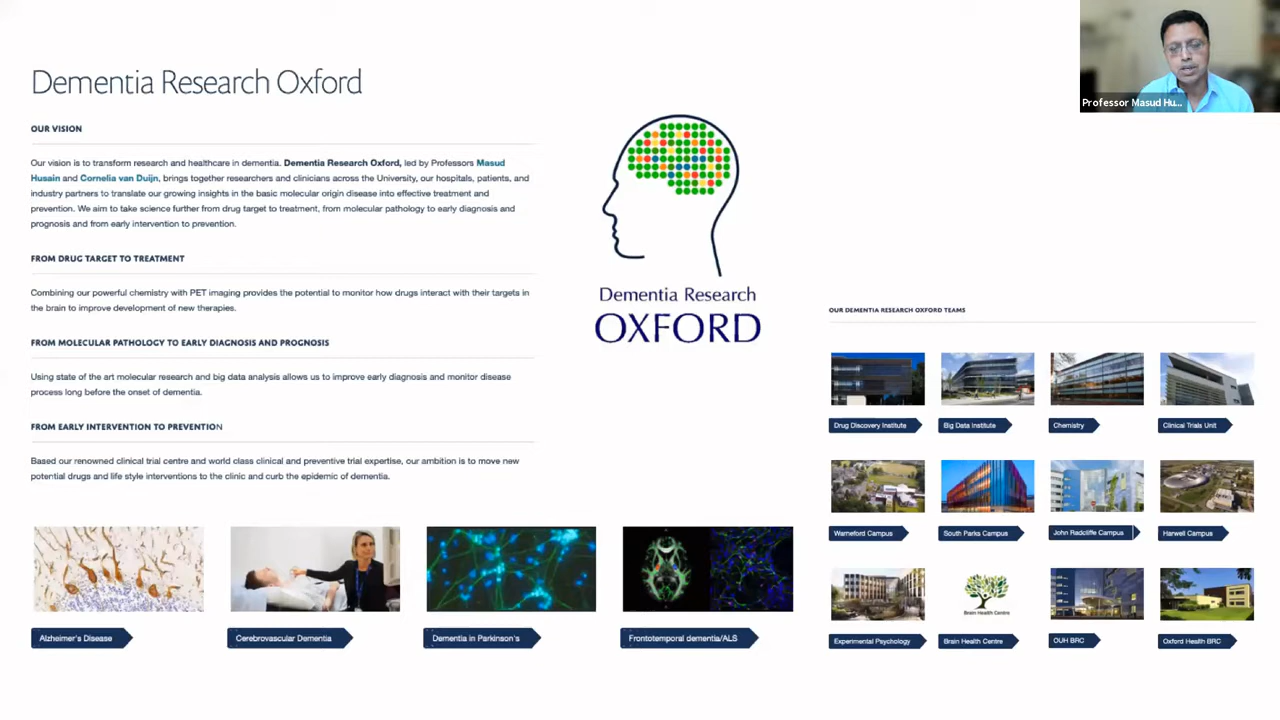 Dementia Research Oxford
OUR VISION
Our vision is to transform research and healthcare in dementia. Dementia Research Oxford, led by Professors Masud
Husain and Cornelia van Duijn, brings together researchers and clinicians across the University, our hospitals, patients, and
industry partners to translate our growing insights in the basic molecular origin disease into effective treatment and
prevention. We aim to take science further from drug target to treatment, from molecular pathology to early diagnosis and
prognosis and from early intervention to prevention.
FROM DRUG TARGET TO TREATMENT
Combining our powerful chemistry with PET imaging provides the potential to monitor how drugs interact with their targets in
the brain to improve development of new therapies.
FROM MOLECULAR PATHOLOGY TO EARLY DIAGNOSIS AND PROGNOSIS
Using state of the art molecular research and big data analysis allows us to improve early diagnosis and monitor disease
process long before the onset of dementia.
FROM EARLY INTERVENTION TO PREVENTION
Based our renowned clinical trial centre and world class clinical and preventive trial expertise, our ambition is to move new
potential drugs and life style interventions to the clinic and curb the epidemic of dementia.
Alzheimer's Disease
Cerebrovascular Dementia
Dementia in Parkinson's
Frontotemporal dementia/ALS
Dementia Research
OXFORD
Professor Masud Hu...
OUR DEMENTIA RESEARCH OXFORD TEAMS
Drug Discovery Institute
Big Data Institute
Chemistry
Clinical Trials Unit
Warneford Campus
South Parks Campus
John Radcliffe Campus
Harwell Campus
Brain Health Centre
Experimental Psychology
Brain Health Centre
OUH BRC
Oxford Health BRC